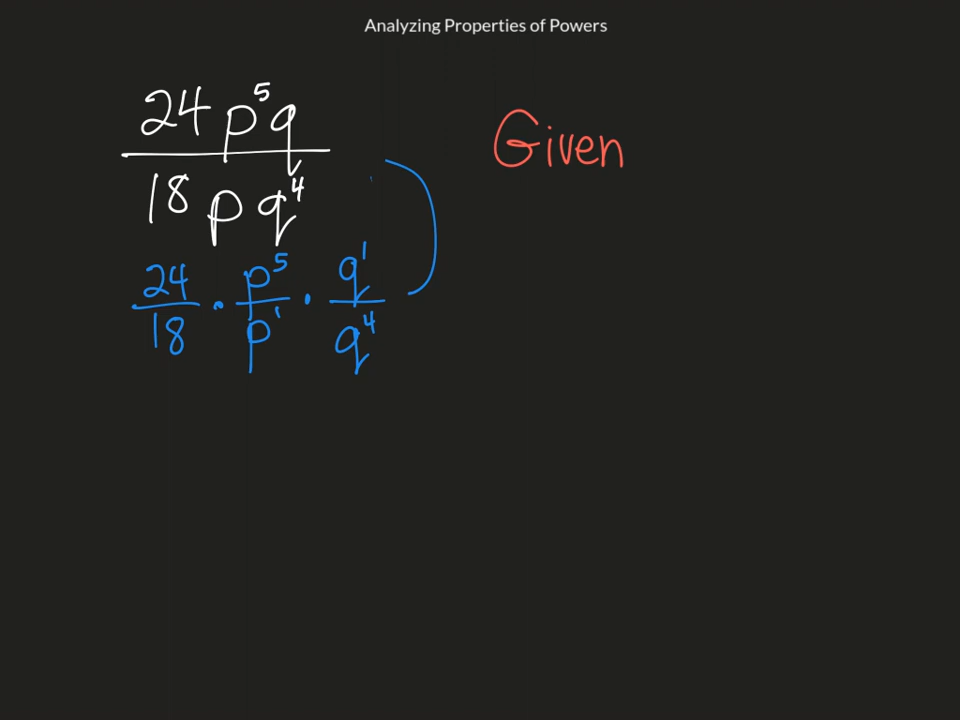 Analyzing Properties of Powers
24p⁵q
Given
18pq⁴
24/18 · p⁵/p¹ · q¹/q⁴